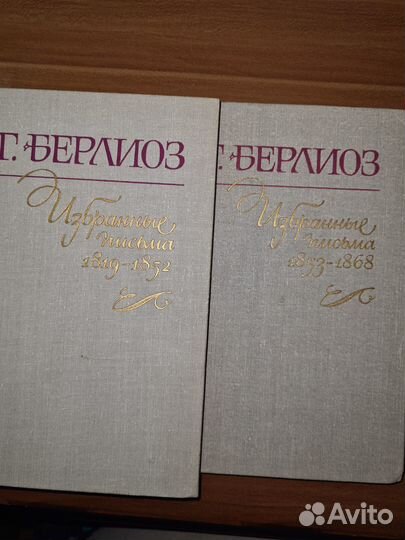 Г. БЕРЛИОЗ
Избранные
письма
1819–1852
Г. БЕРЛИОЗ
Избранные
письма
1853–1868
Avito